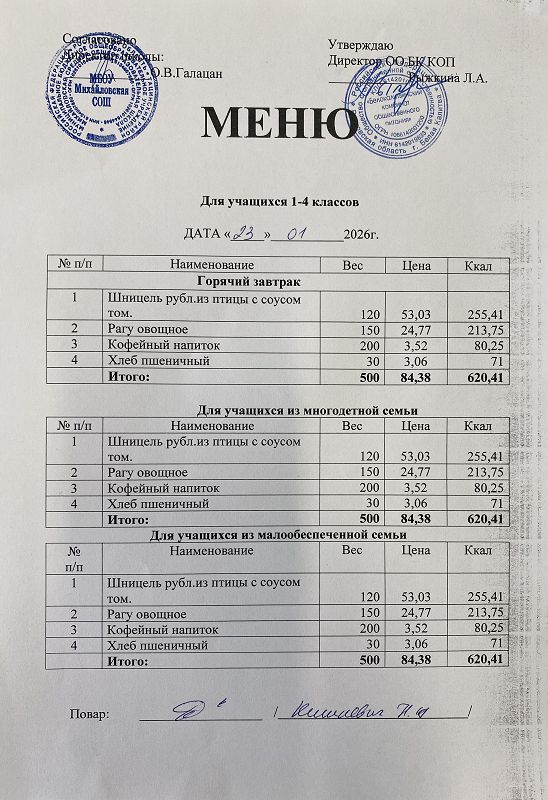 Согласовано
Директор школы:
О.В.Галацан
Утверждаю
Директор ОО БК КОП
Рыжкина Л.А.
МБОУ
Михайловская
СОШ
«Белокалитвинский
комбинат
общественного
питания»
МЕНЮ
Для учащихся 1-4 классов
ДАТА « 23 » 01 2026г.
№ п/п Наименование Вес Цена Ккал
Горячий завтрак
1 Шницель рубл.из птицы с соусом
том. 120 53,03 255,41
2 Рагу овощное 150 24,77 213,75
3 Кофейный напиток 200 3,52 80,25
4 Хлеб пшеничный 30 3,06 71
Итого: 500 84,38 620,41
Для учащихся из многодетной семьи
№ п/п Наименование Вес Цена Ккал
1 Шницель рубл.из птицы с соусом
том. 120 53,03 255,41
2 Рагу овощное 150 24,77 213,75
3 Кофейный напиток 200 3,52 80,25
4 Хлеб пшеничный 30 3,06 71
Итого: 500 84,38 620,41
Для учащихся из малообеспеченной семьи
№ Наименование Вес Цена Ккал
п/п
1 Шницель рубл.из птицы с соусом
том. 120 53,03 255,41
2 Рагу овощное 150 24,77 213,75
3 Кофейный напиток 200 3,52 80,25
4 Хлеб пшеничный 30 3,06 71
Итого: 500 84,38 620,41
Повар: / /